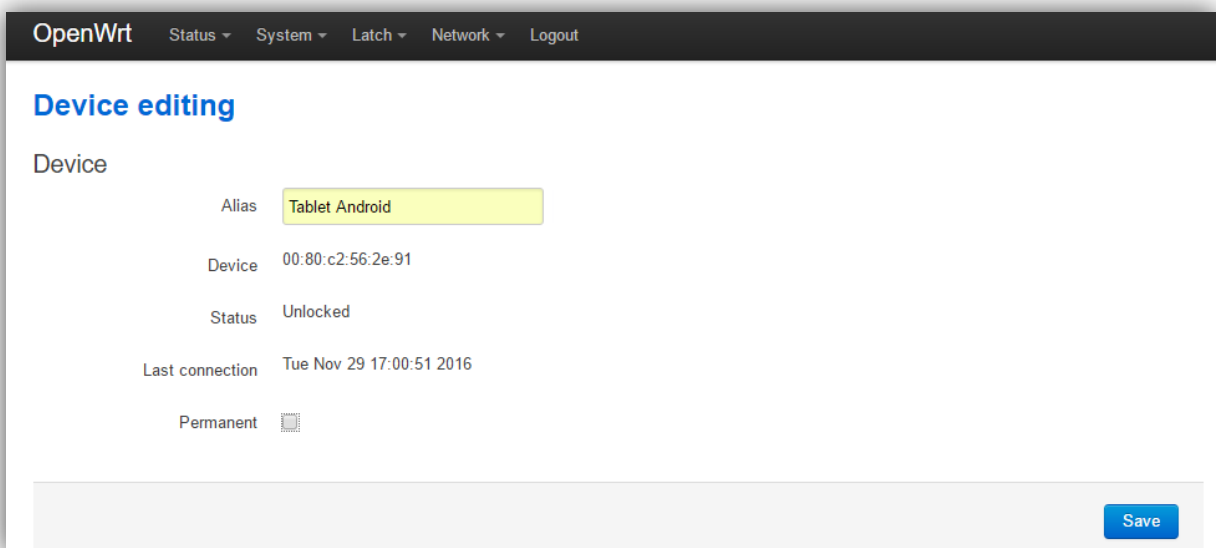 OpenWrt Status System Latch Network Logout
Device editing
Device
Alias Tablet Android
Device 00:80:c2:56:2e:91
Status Unlocked
Last connection Tue Nov 29 17:00:51 2016
Permanent
Save